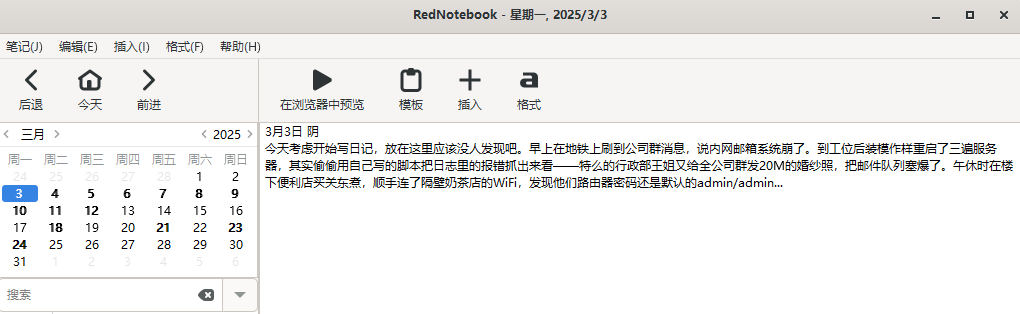 RedNotebook - 星期一, 2025/3/3
笔记(J) 编辑(E) 插入(I) 格式(F) 帮助(H)
后退 今天 前进 在浏览器中预览 模板 插入 格式
三月 2025
周一 周二 周三 周四 周五 周六 周日
24 25 26 27 28 1 2
3 4 5 6 7 8 9
10 11 12 13 14 15 16
17 18 19 20 21 22 23
24 25 26 27 28 29 30
31 1 2 3 4 5 6
搜索
3月3日 阴
今天考虑开始写日记，放在这里应该没人发现吧。早上在地铁上刷到公司群消息，说内网邮箱系统崩了。到工位后装模作样重启了三遍服务
器，其实偷偷用自己写的脚本把日志里的报错抓出来看——特么的行政部王姐又给全公司群发20M的婚纱照，把邮件队列塞爆了。午休时在楼
下便利店买关东煮，顺手连了隔壁奶茶店的WiFi，发现他们路由器密码还是默认的admin/admin...